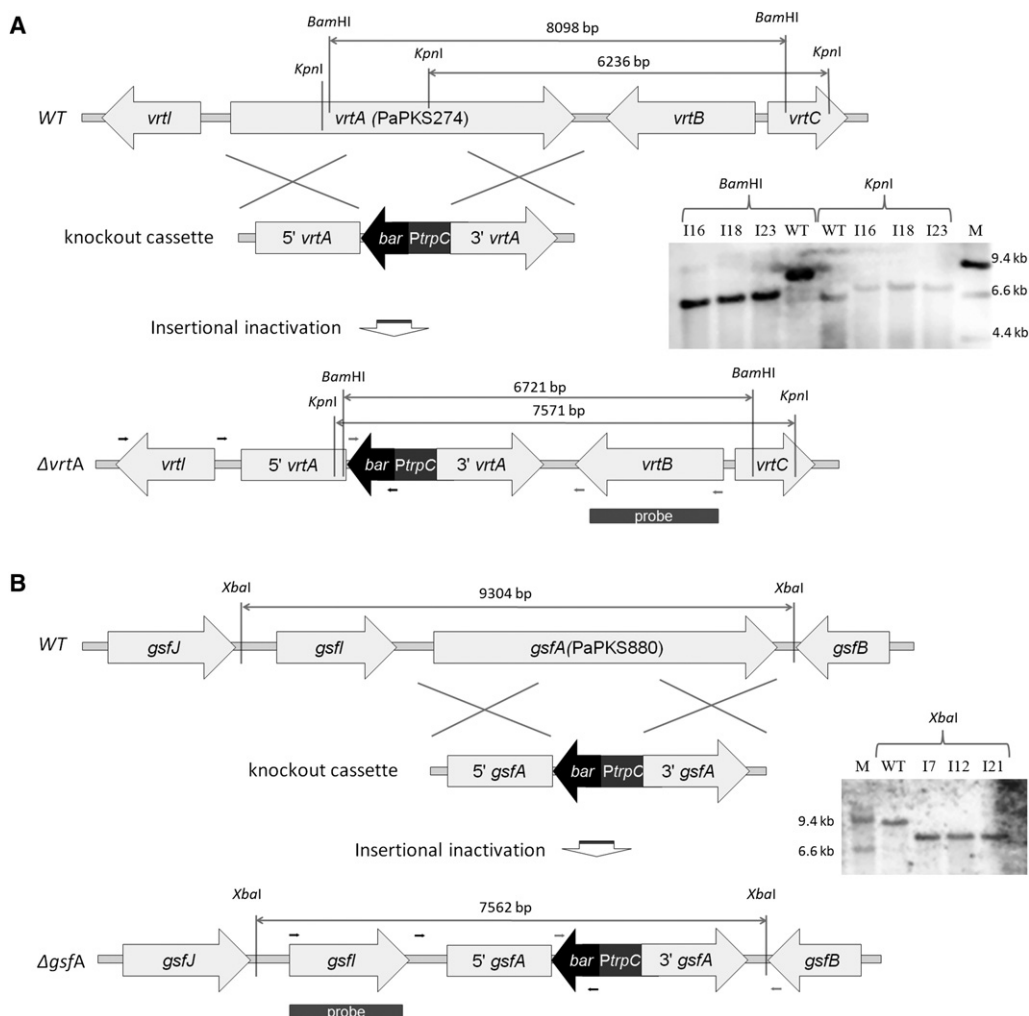 A
BamHI
BamHI
8098 bp
KpnI
KpnI
KpnI
6236 bp
WT
vrtI
vrtA (PaPKS274)
vrtB
vrtC
knockout cassette
5' vrtA
bar
PtrpC
3' vrtA
BamHI
KpnI
I16 I18 I23 WT WT I16 I18 I23 M
9.4 kb
6.6 kb
4.4 kb
Insertional inactivation
BamHI
BamHI
6721 bp
KpnI
KpnI
7571 bp
ΔvrtA
vrtI
5' vrtA
bar
PtrpC
3' vrtA
vrtB
vrtC
probe
B
XbaI
XbaI
9304 bp
WT
gsfJ
gsfI
gsfA(PaPKS880)
gsfB
knockout cassette
5' gsfA
bar
PtrpC
3' gsfA
XbaI
M WT I7 I12 I21
9.4 kb
6.6 kb
Insertional inactivation
XbaI
XbaI
7562 bp
ΔgsfA
gsfJ
gsfI
5' gsfA
bar
PtrpC
3' gsfA
gsfB
probe